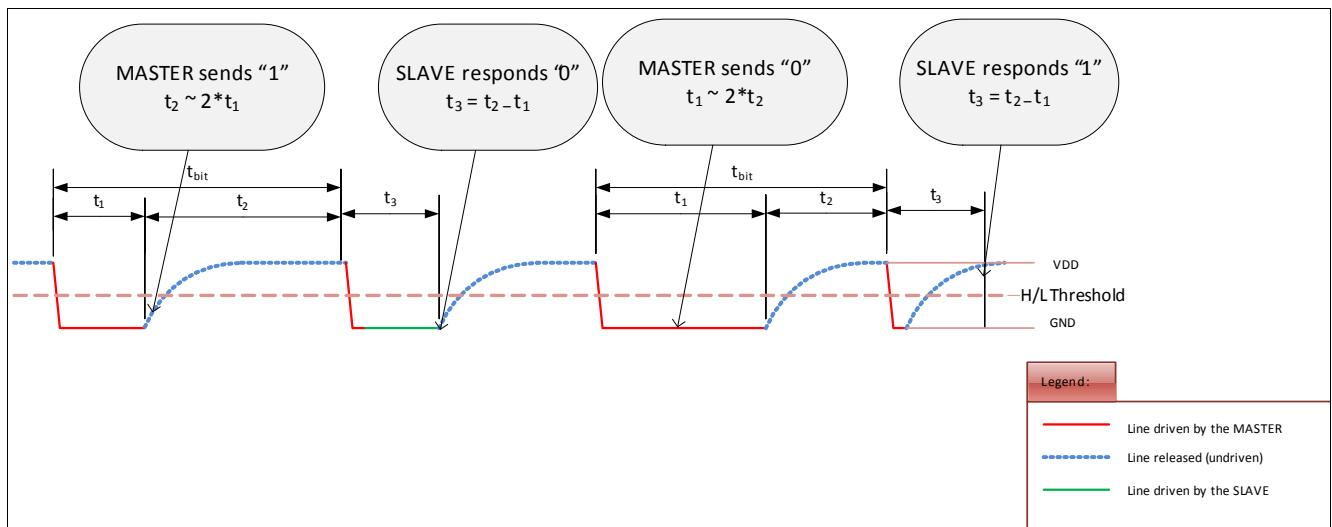 MASTER sends “1”
t2 ~ 2*t1
SLAVE responds “0”
t3 = t2 – t1
MASTER sends “0”
t1 ~ 2*t2
SLAVE responds “1”
t3 = t2 – t1
tbit
t1
t2
t3
tbit
t1
t2
t3
VDD
H/L Threshold
GND
Legend:
Line driven by the MASTER
Line released (undriven)
Line driven by the SLAVE